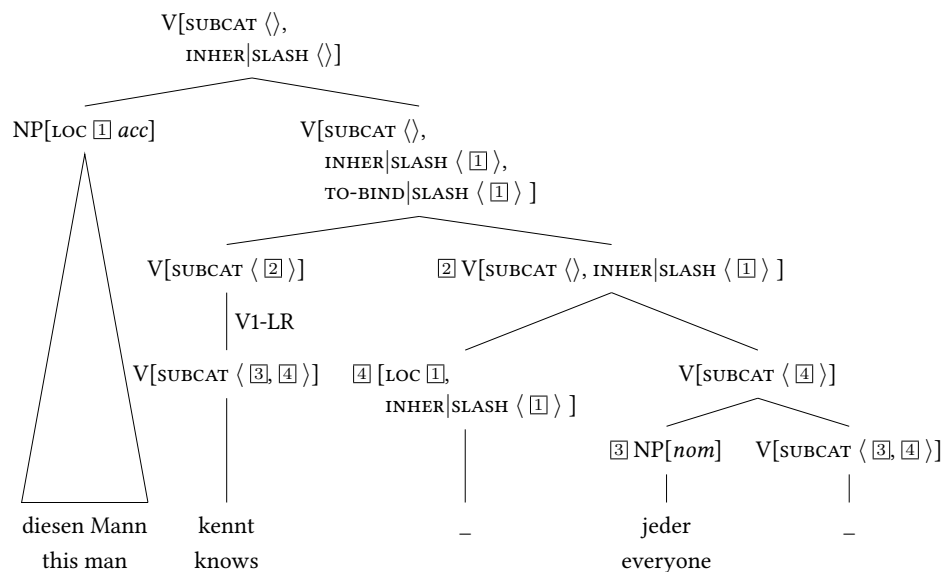 V[SUBCAT ⟨⟩,
INHER|SLASH ⟨⟩]
NP[LOC 1 acc]
V[SUBCAT ⟨⟩,
INHER|SLASH ⟨ 1 ⟩,
TO-BIND|SLASH ⟨ 1 ⟩ ]
V[SUBCAT ⟨ 2 ⟩]
2 V[SUBCAT ⟨⟩, INHER|SLASH ⟨ 1 ⟩ ]
V1-LR
V[SUBCAT ⟨ 3, 4 ⟩]
4 [LOC 1,
INHER|SLASH ⟨ 1 ⟩ ]
V[SUBCAT ⟨ 4 ⟩]
3 NP[nom]
V[SUBCAT ⟨ 3, 4 ⟩]
diesen Mann kennt _ jeder _
this man knows everyone